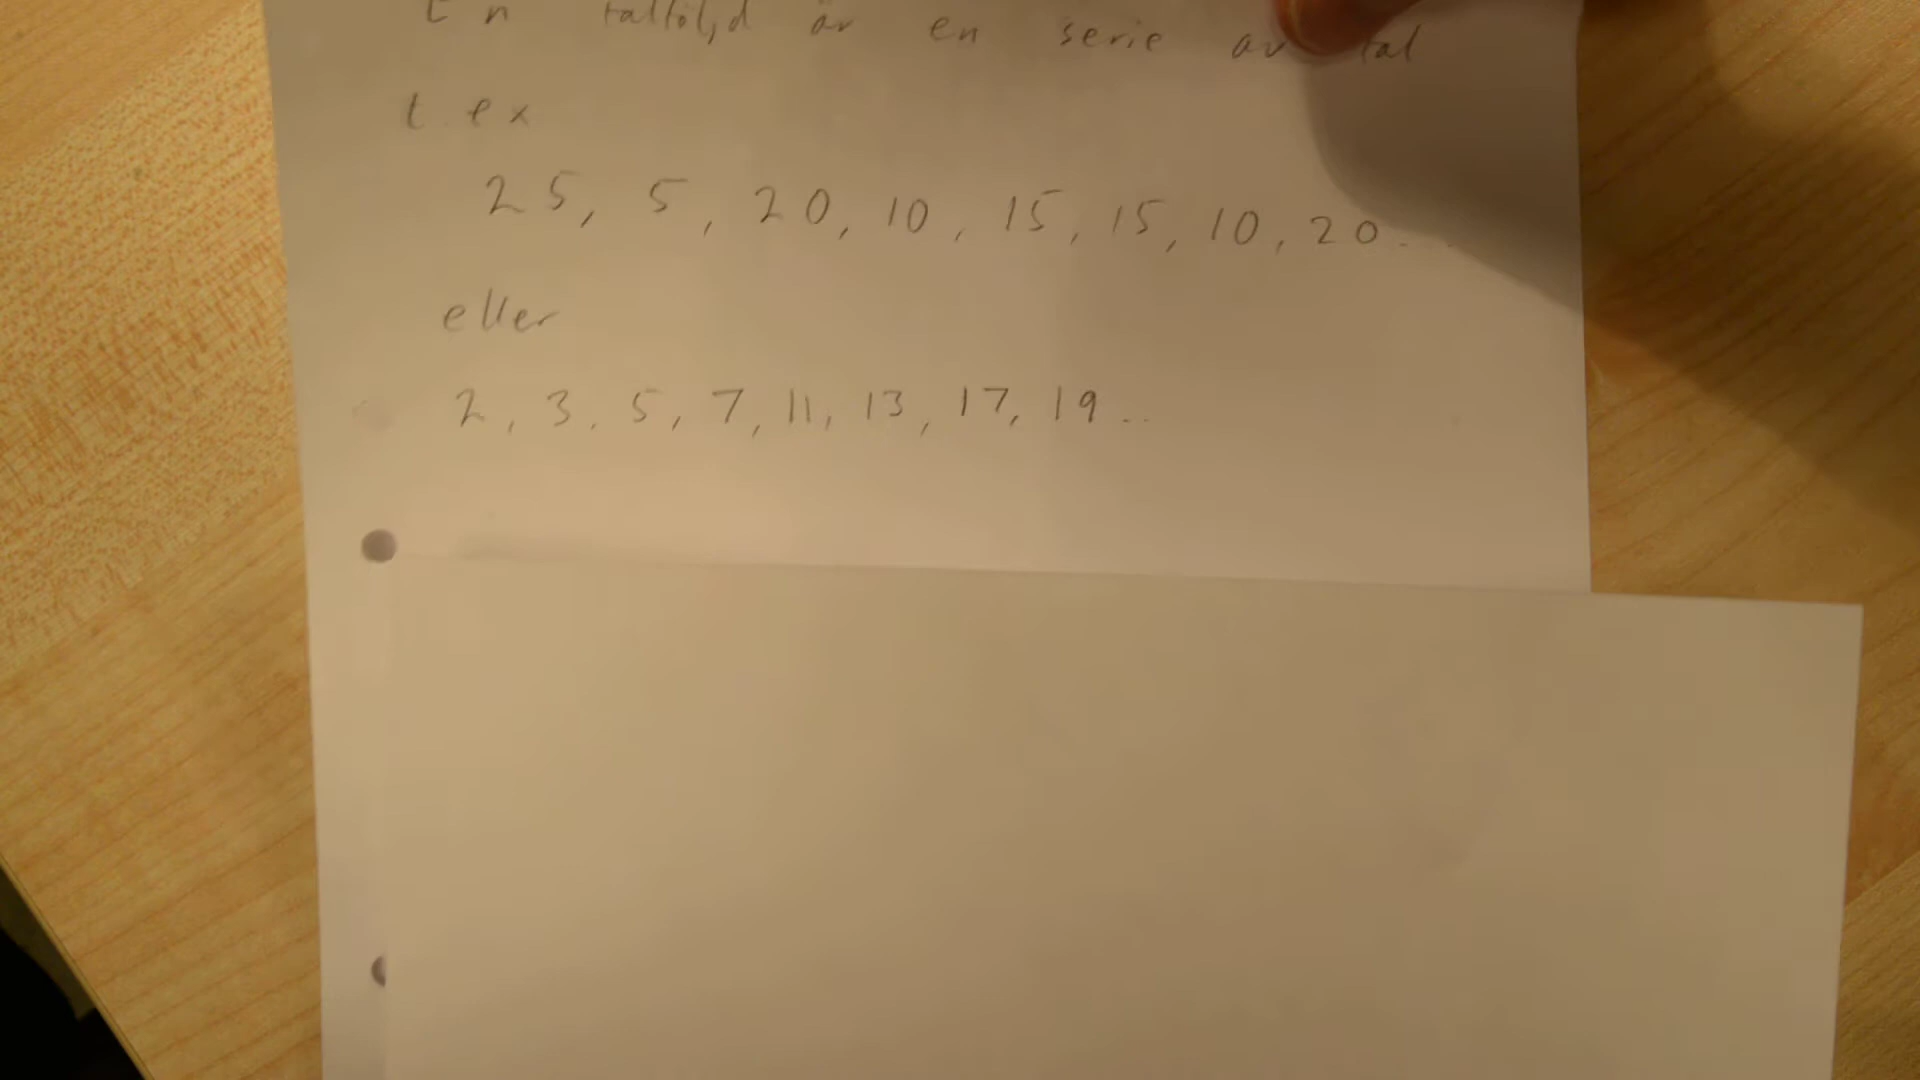 En talföljd är en serie av tal
t ex
25, 5, 20, 10, 15, 15, 10, 20...
eller
2, 3, 5, 7, 11, 13, 17, 19...